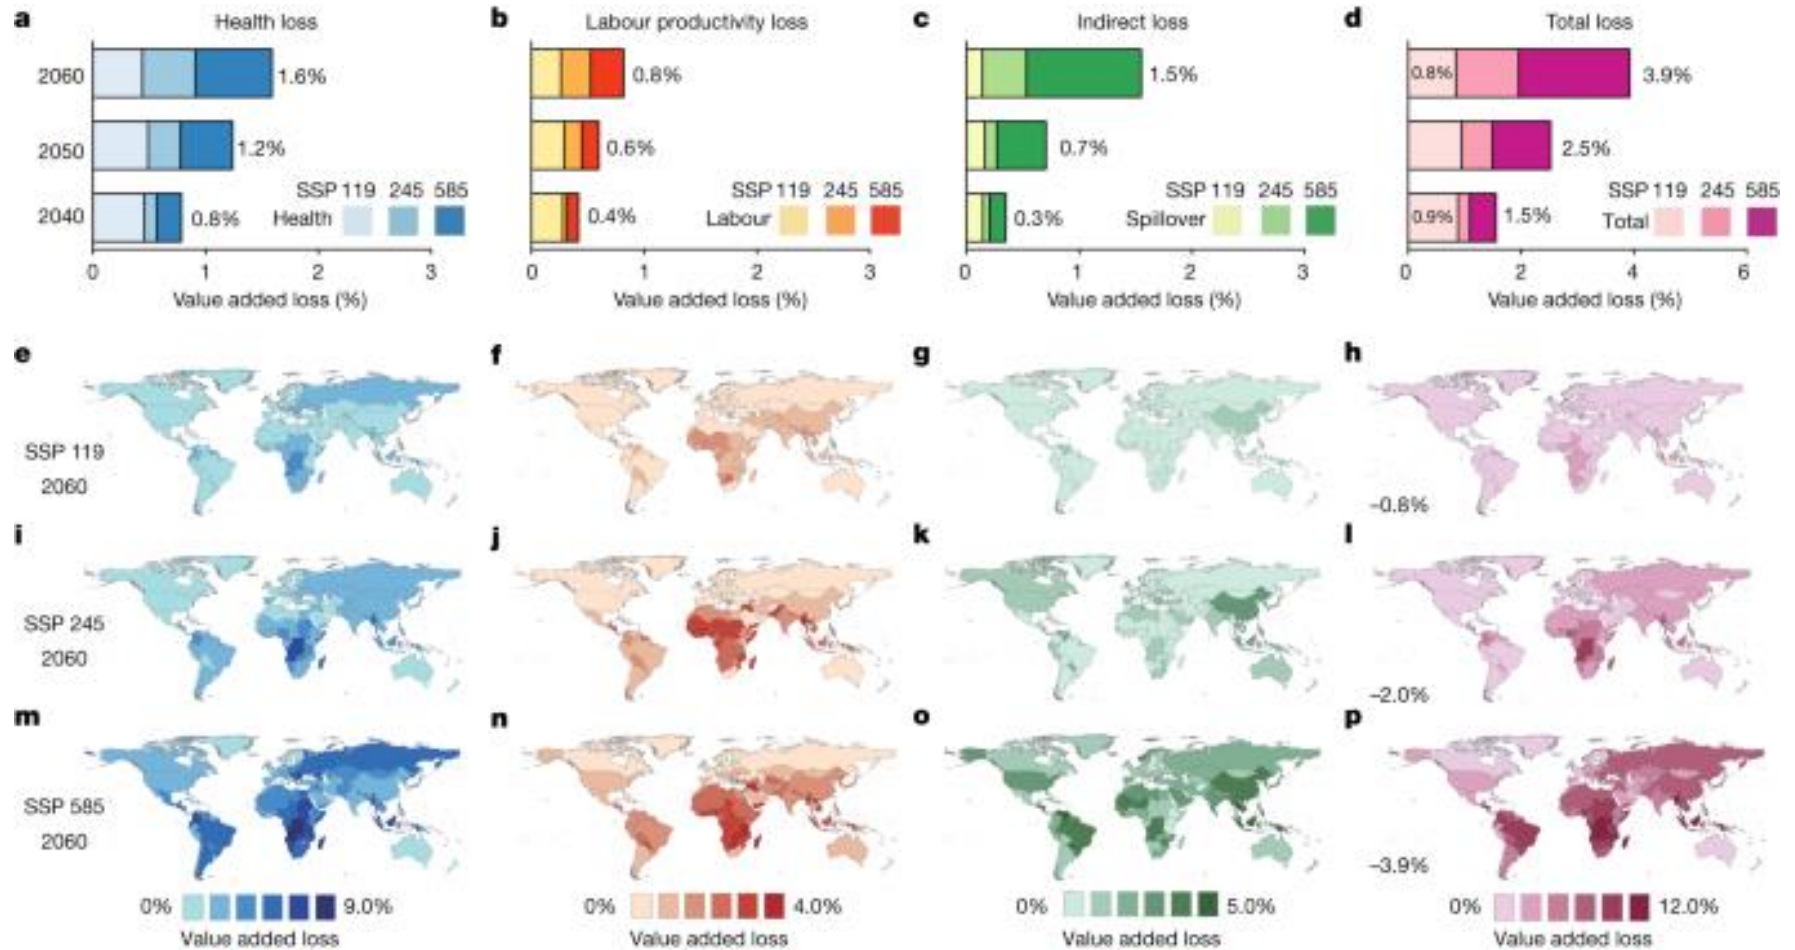 a Health loss
2060 1.6%
2050 1.2%
2040 0.8%
SSP 119 245 585
Health
0 1 2 3
Value added loss (%)
b Labour productivity loss
0.8%
0.6%
0.4%
SSP 119 245 585
Labour
0 1 2 3
Value added loss (%)
c Indirect loss
1.5%
0.7%
0.3%
SSP 119 245 585
Spillover
0 1 2 3
Value added loss (%)
d Total loss
0.8% 3.9%
2.5%
0.9% 1.5%
SSP 119 245 585
Total
0 2 4 6
Value added loss (%)
e f g h
SSP 119
2060
–0.8%
i j k l
SSP 245
2060
–2.0%
m n o p
SSP 585
2060
–3.9%
0% 9.0%
Value added loss
0% 4.0%
Value added loss
0% 5.0%
Value added loss
0% 12.0%
Value added loss